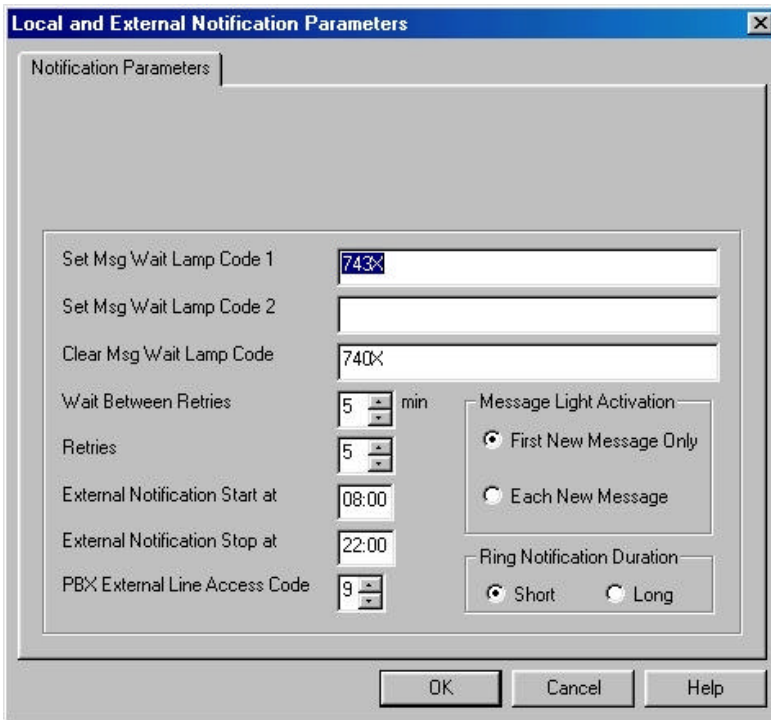 Local and External Notification Parameters
Notification Parameters
Set Msg Wait Lamp Code 1
743X
Set Msg Wait Lamp Code 2
Clear Msg Wait Lamp Code
740X
Wait Between Retries
5
min
Retries
5
External Notification Start at
08:00
External Notification Stop at
22:00
PBX External Line Access Code
9
Message Light Activation
First New Message Only
Each New Message
Ring Notification Duration
Short
Long
OK
Cancel
Help